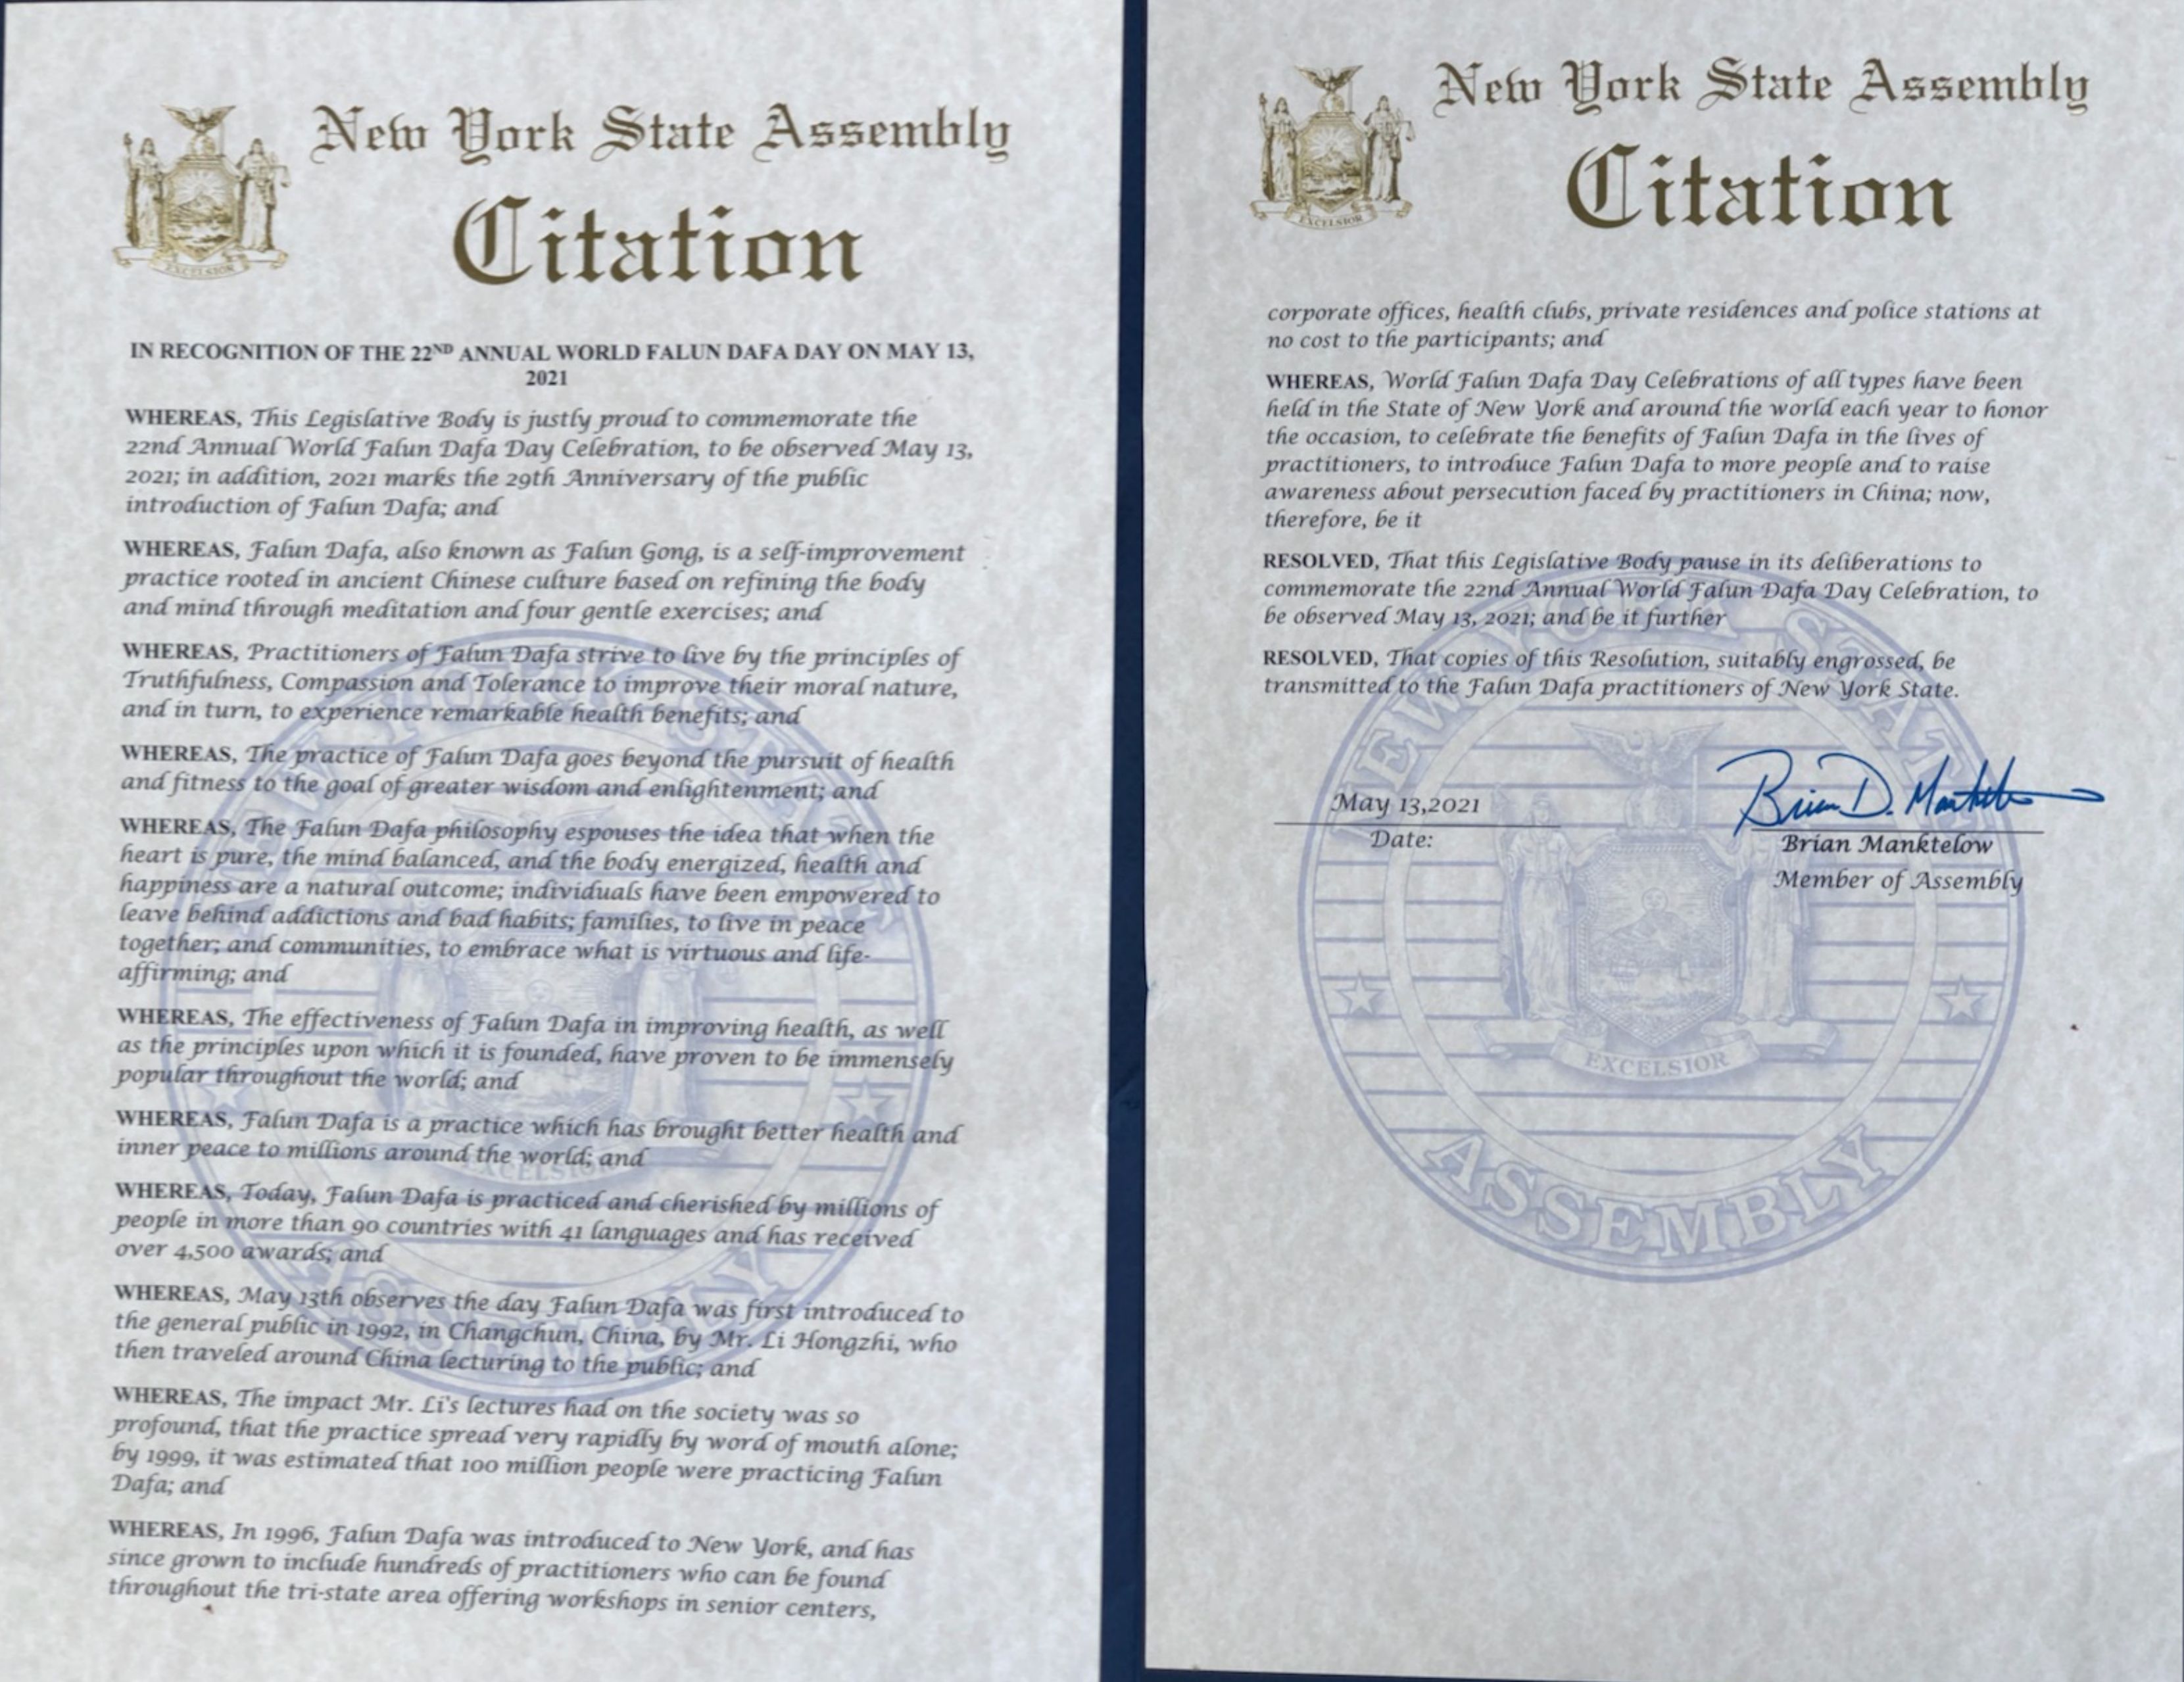 New York State Assembly
Citation
EXCELSIOR
IN RECOGNITION OF THE 22ND ANNUAL WORLD FALUN DAFA DAY ON MAY 13,
2021
WHEREAS, This Legislative Body is justly proud to commemorate the
22nd Annual World Falun Dafa Day Celebration, to be observed May 13,
2021; in addition, 2021 marks the 29th Anniversary of the public
introduction of Falun Dafa; and
WHEREAS, Falun Dafa, also known as Falun Gong, is a self-improvement
practice rooted in ancient Chinese culture based on refining the body
and mind through meditation and four gentle exercises; and
WHEREAS, Practitioners of Falun Dafa strive to live by the principles of
Truthfulness, Compassion and Tolerance to improve their moral nature,
and in turn, to experience remarkable health benefits; and
WHEREAS, The practice of Falun Dafa goes beyond the pursuit of health
and fitness to the goal of greater wisdom and enlightenment; and
WHEREAS, The Falun Dafa philosophy espouses the idea that when the
heart is pure, the mind balanced, and the body energized, health and
happiness are a natural outcome; individuals have been empowered to
leave behind addictions and bad habits; families, to live in peace
together; and communities, to embrace what is virtuous and life-
affirming; and
WHEREAS, The effectiveness of Falun Dafa in improving health, as well
as the principles upon which it is founded, have proven to be immensely
popular throughout the world; and
WHEREAS, Falun Dafa is a practice which has brought better health and
inner peace to millions around the world; and
WHEREAS, Today, Falun Dafa is practiced and cherished by millions of
people in more than 90 countries with 41 languages and has received
over 4,500 awards; and
WHEREAS, May 13th observes the day Falun Dafa was first introduced to
the general public in 1992, in Changchun, China, by Mr. Li Hongzhi, who
then traveled around China lecturing to the public; and
WHEREAS, The impact Mr. Li's lectures had on the society was so
profound, that the practice spread very rapidly by word of mouth alone;
by 1999, it was estimated that 100 million people were practicing Falun
Dafa; and
WHEREAS, In 1996, Falun Dafa was introduced to New York, and has
since grown to include hundreds of practitioners who can be found
throughout the tri-state area offering workshops in senior centers,
NEW YORK STATE
EXCELSIOR
ASSEMBLY
New York State Assembly
Citation
EXCELSIOR
corporate offices, health clubs, private residences and police stations at
no cost to the participants; and
WHEREAS, World Falun Dafa Day Celebrations of all types have been
held in the State of New York and around the world each year to honor
the occasion, to celebrate the benefits of Falun Dafa in the lives of
practitioners, to introduce Falun Dafa to more people and to raise
awareness about persecution faced by practitioners in China; now,
therefore, be it
RESOLVED, That this Legislative Body pause in its deliberations to
commemorate the 22nd Annual World Falun Dafa Day Celebration, to
be observed May 13, 2021; and be it further
RESOLVED, That copies of this Resolution, suitably engrossed, be
transmitted to the Falun Dafa practitioners of New York State.
May 13,2021
Date:
Brian D. Manktelow
Brian Manktelow
Member of Assembly
NEW YORK STATE
EXCELSIOR
ASSEMBLY